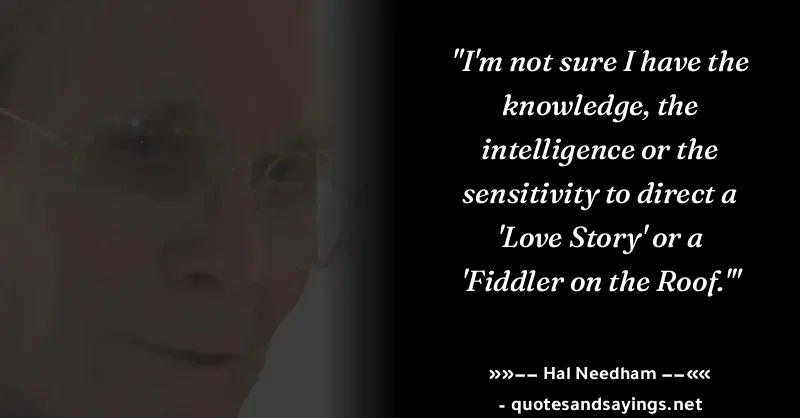 "I'm not sure I have the
knowledge, the
intelligence or the
sensitivity to direct a
'Love Story' or a
'Fiddler on the Roof.'"
»»–– Hal Needham ––««
- quotesandsayings.net